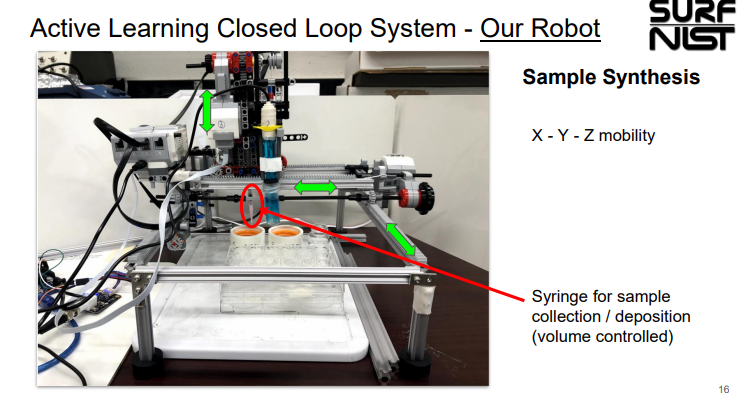 Active Learning Closed Loop System - Our Robot
SURF
NIST
Sample Synthesis
X - Y - Z mobility
Syringe for sample
collection / deposition
(volume controlled)
16